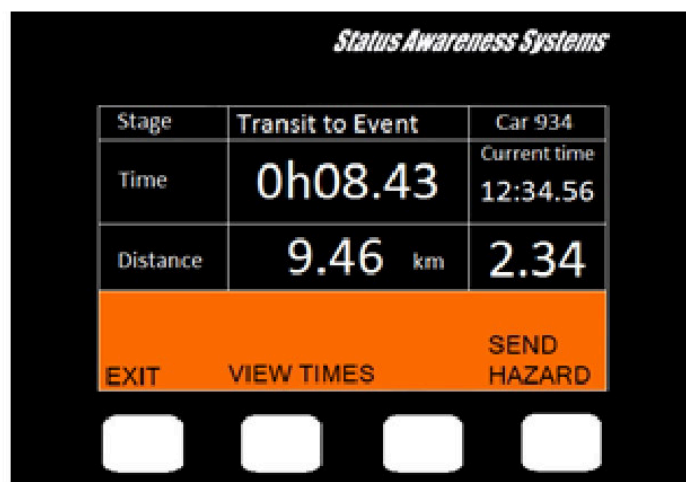 Status Awareness Systems
Stage Transit to Event Car 934
Time 0h08.43 Current time
12:34.56
Distance 9.46 km 2.34
EXIT VIEW TIMES SEND
HAZARD